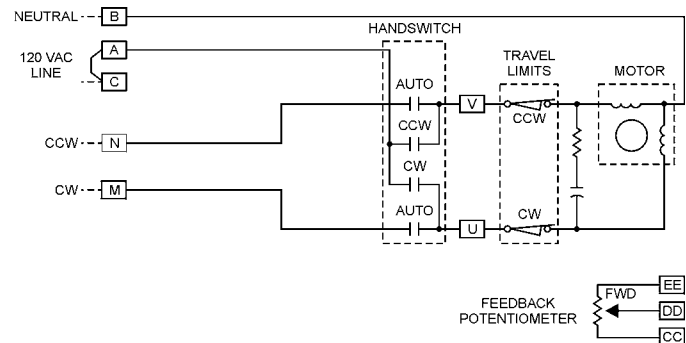 NEUTRAL
B
HANDSWITCH
A
120 VAC
LINE
C
TRAVEL
LIMITS
MOTOR
AUTO
V
CCW
CCW
CCW
N
CW
CW
M
AUTO
CW
U
EE
FWD
FEEDBACK
POTENTIOMETER
DD
CC